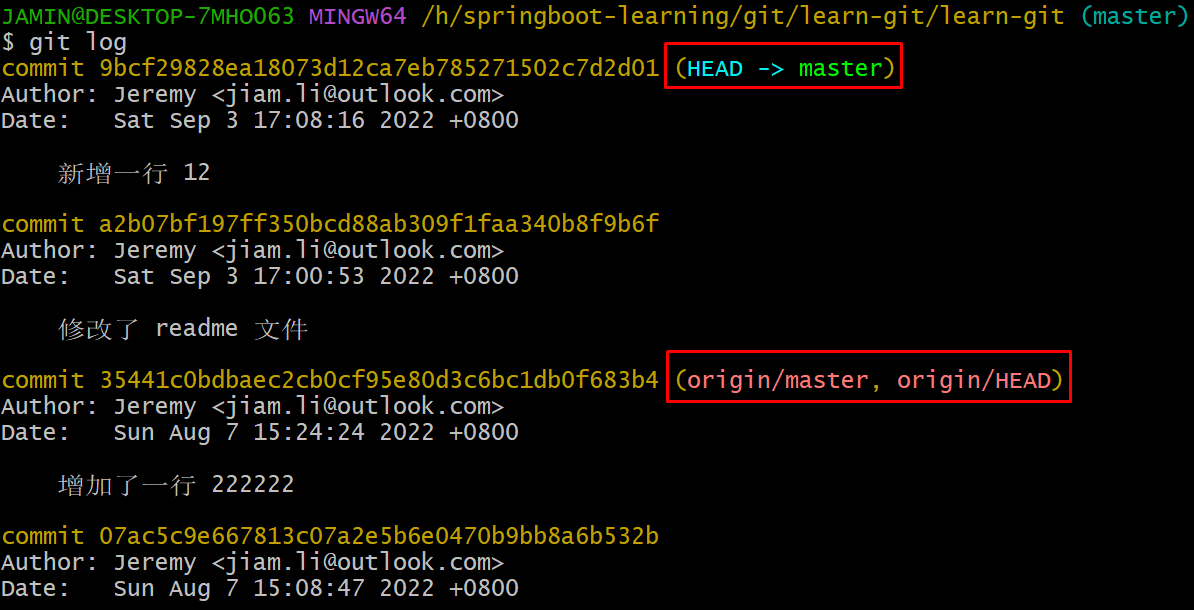 JAMIN@DESKTOP-7MHOO63 MINGW64 /h/springboot-learning/git/learn-git/learn-git (master)
$ git log
commit 9bcf29828ea18073d12ca7eb785271502c7d2d01 (HEAD -> master)
Author: Jeremy <jiam.li@outlook.com>
Date:   Sat Sep 3 17:08:16 2022 +0800
新增一行 12
commit a2b07bf197ff350bcd88ab309f1faa340b8f9b6f
Author: Jeremy <jiam.li@outlook.com>
Date:   Sat Sep 3 17:00:53 2022 +0800
修改了 readme 文件
commit 35441c0bdbaec2cb0cf95e80d3c6bc1db0f683b4 (origin/master, origin/HEAD)
Author: Jeremy <jiam.li@outlook.com>
Date:   Sun Aug 7 15:24:24 2022 +0800
增加了一行 222222
commit 07ac5c9e667813c07a2e5b6e0470b9bb8a6b532b
Author: Jeremy <jiam.li@outlook.com>
Date:   Sun Aug 7 15:08:47 2022 +0800